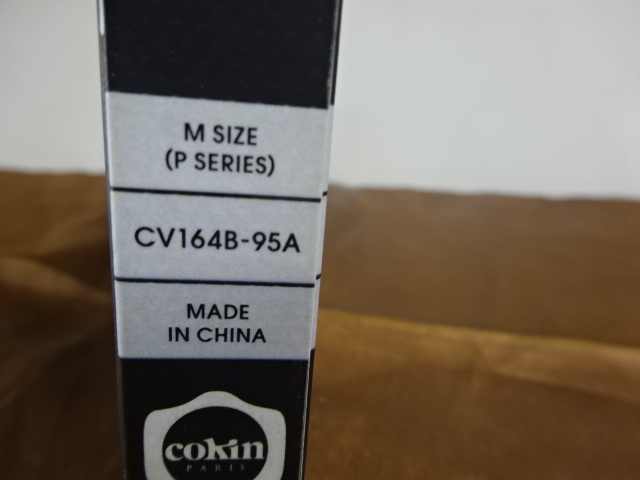 M SIZE
(P SERIES)
CV164B-95A
MADE
IN CHINA
cokin
PARIS